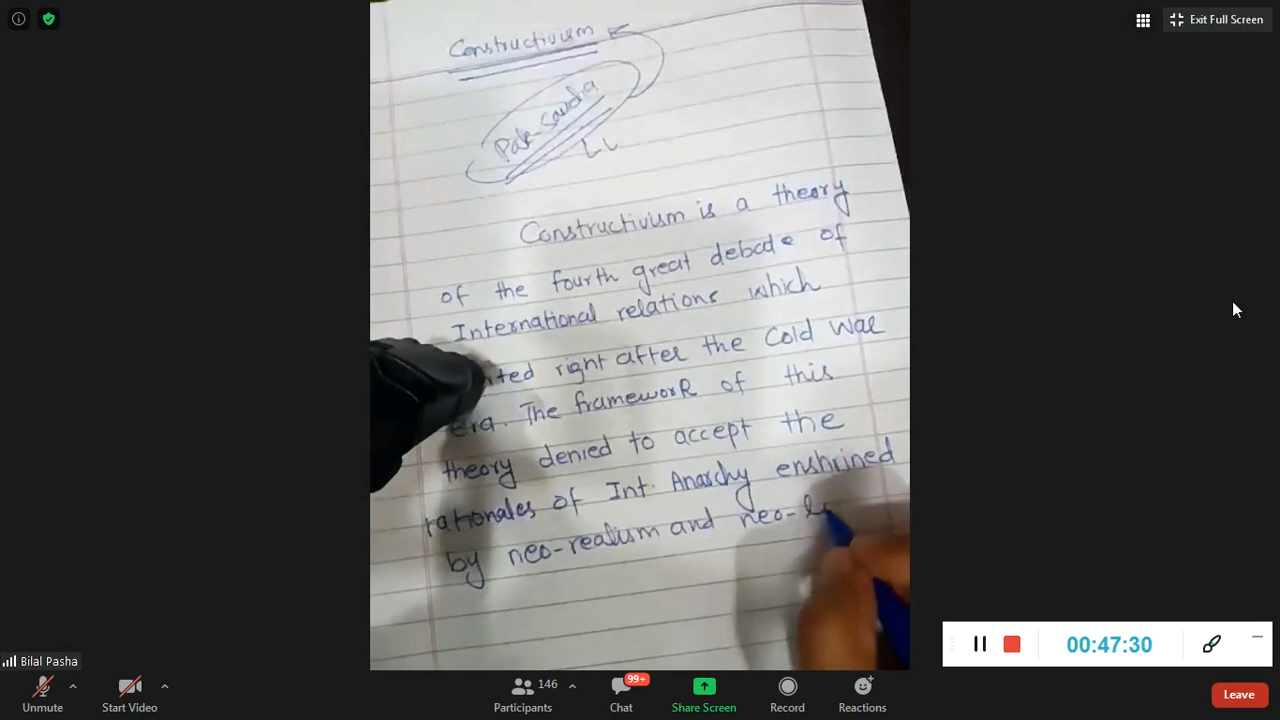 Exit Full Screen
Constructivism
Pak-Saudia
Constructivism is a theory
of the fourth great debate of
International relations which
rted right after the Cold War
era. The framework of this
theory denied to accept the
rationales of Int. Anarchy enshrined
by neo-realism and neo-li
00:47:30
Bilal Pasha
146
99+
Unmute
Start Video
Participants
Chat
Share Screen
Record
Reactions
Leave